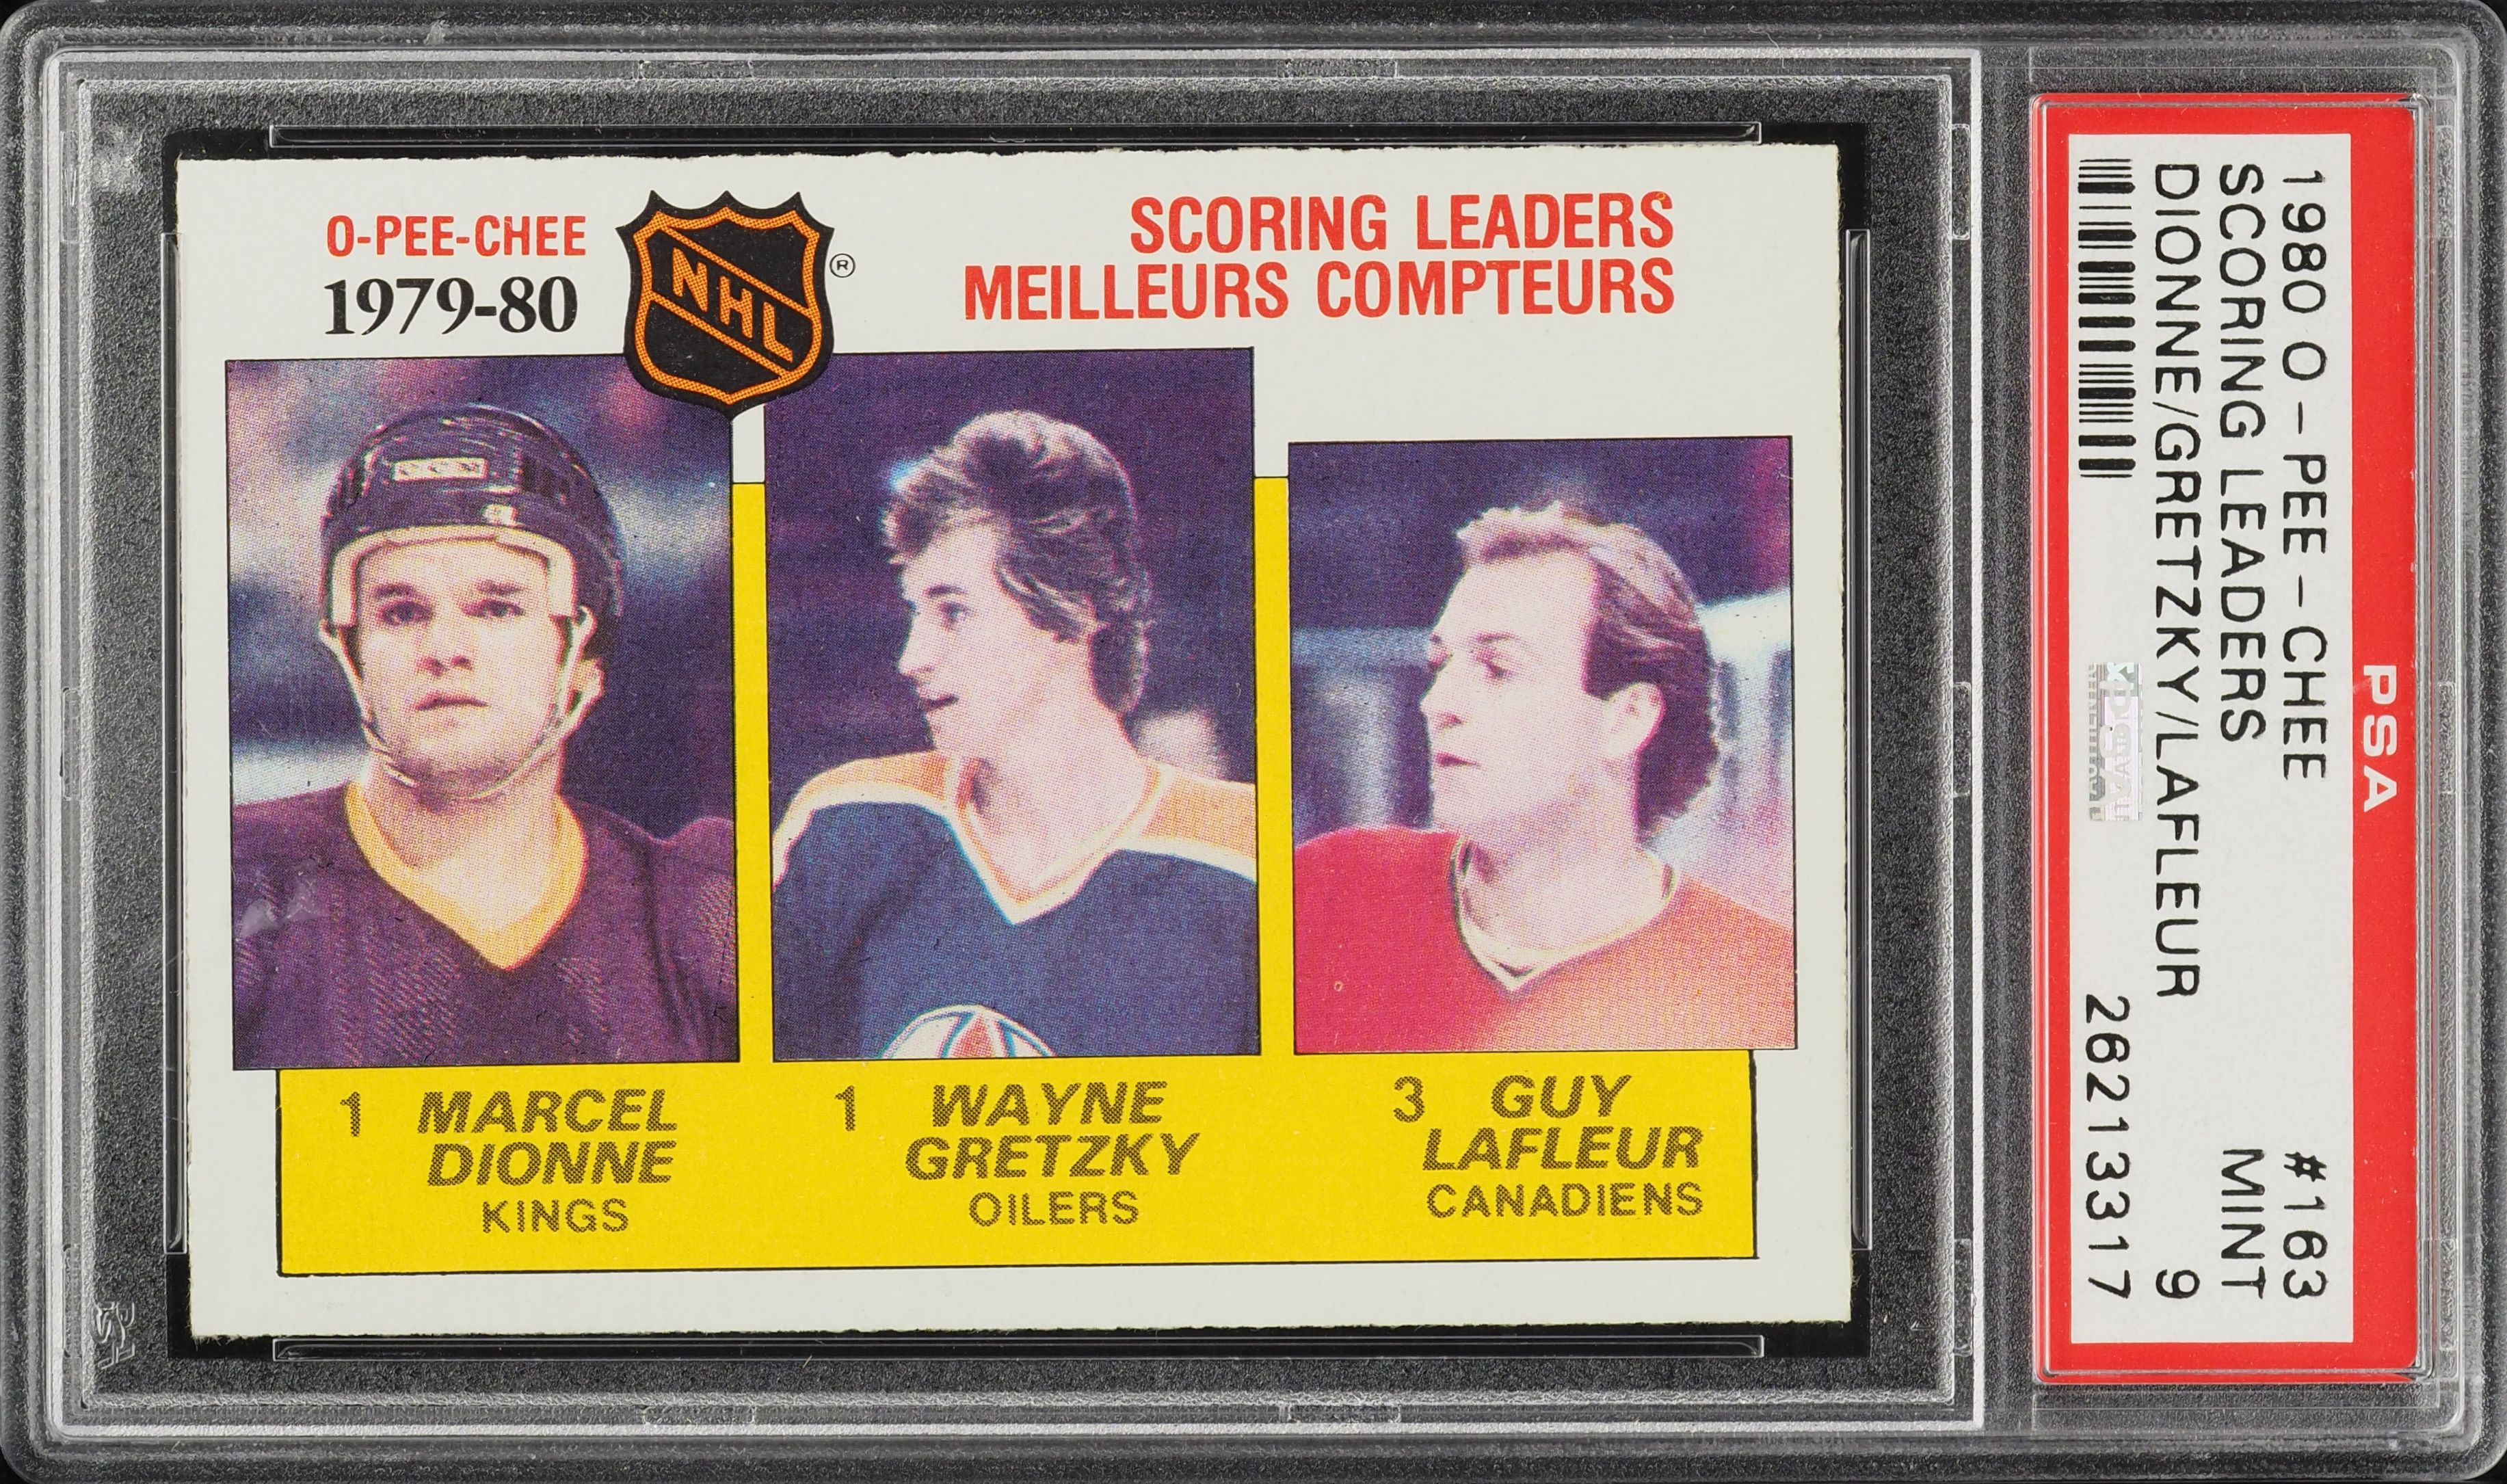 O-PEE-CHEE
1979-80
NHL
®
SCORING LEADERS
MEILLEURS COMPTEURS
CCM
1 MARCEL
DIONNE
KINGS
1 WAYNE
GRETZKY
OILERS
3 GUY
LAFLEUR
CANADIENS
PSA
1980 O-PEE-CHEE #163
SCORING LEADERS MINT
DIONNE/GRETZKY/LAFLEUR 9
26213317